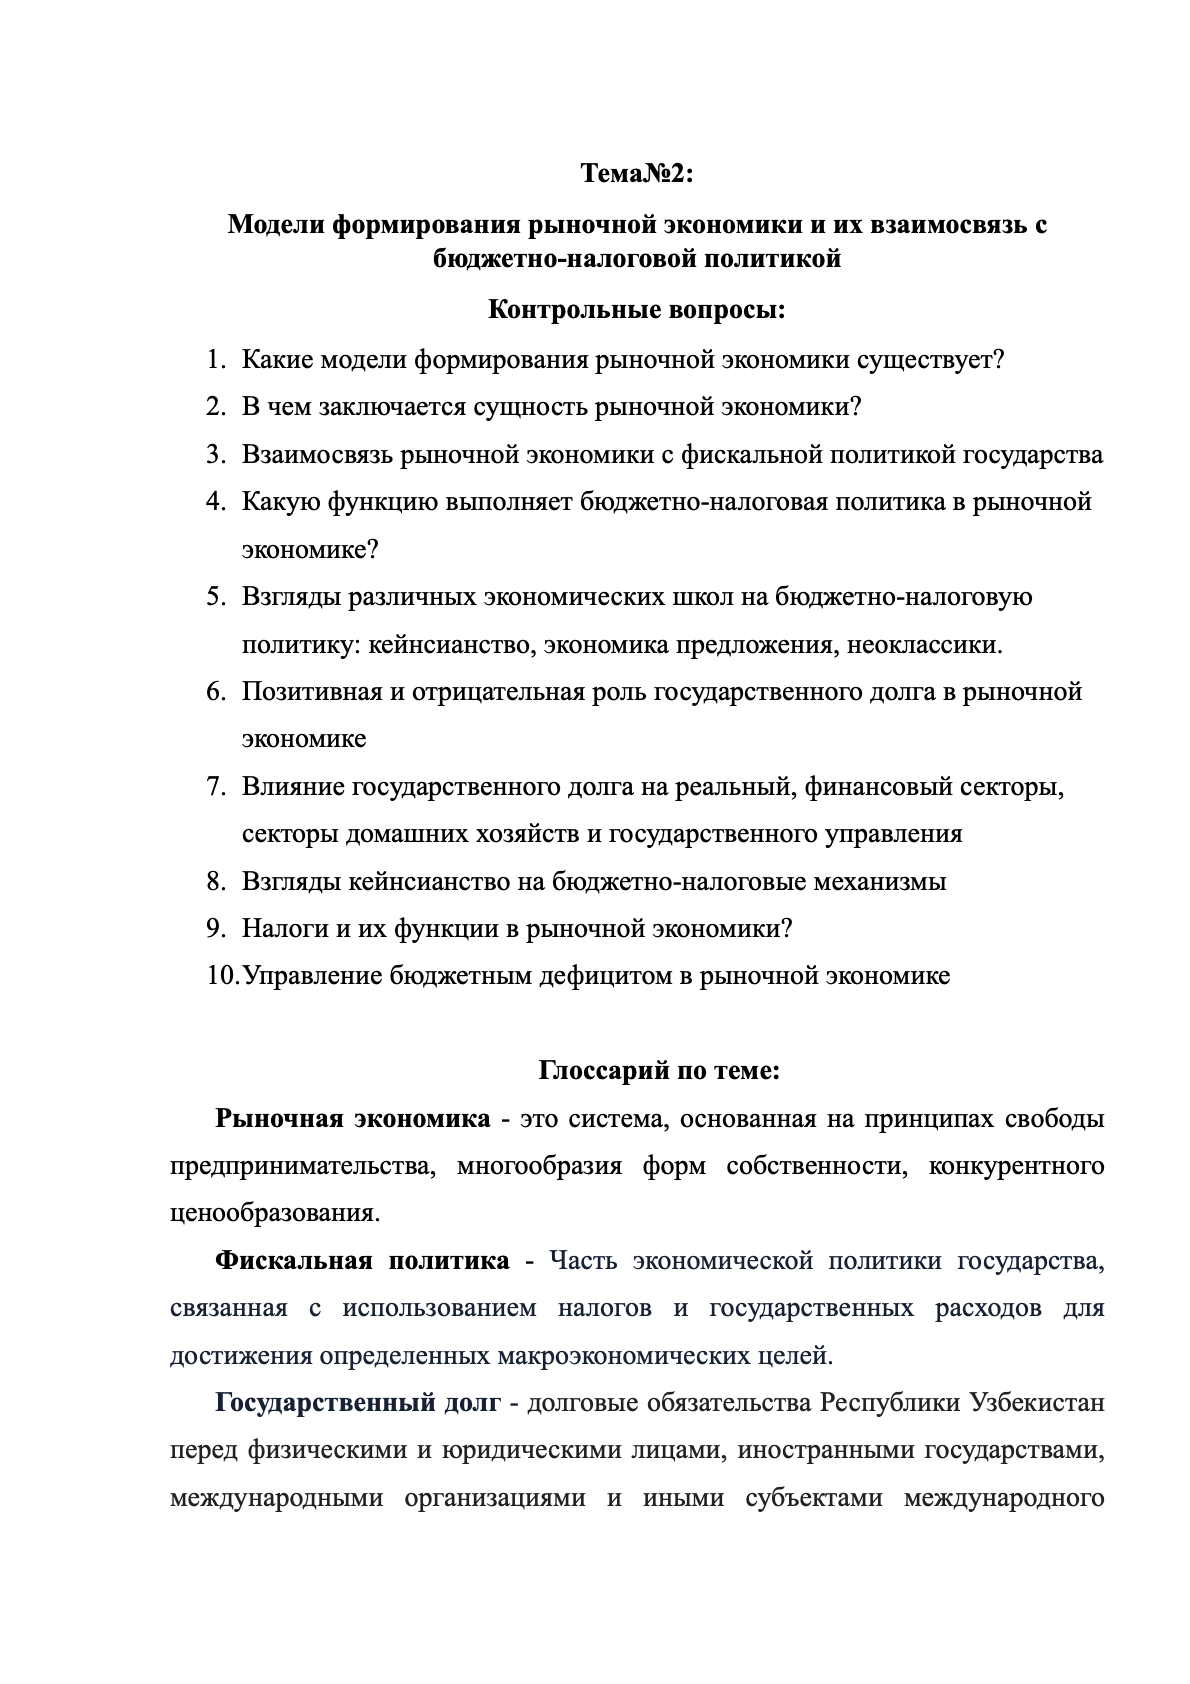 Тема№2:
Модели формирования рыночной экономики и их взаимосвязь с
бюджетно-налоговой политикой
Контрольные вопросы:
1. Какие модели формирования рыночной экономики существует?
2. В чем заключается сущность рыночной экономики?
3. Взаимосвязь рыночной экономики с фискальной политикой государства
4. Какую функцию выполняет бюджетно-налоговая политика в рыночной
экономике?
5. Взгляды различных экономических школ на бюджетно-налоговую
политику: кейнсианство, экономика предложения, неоклассики.
6. Позитивная и отрицательная роль государственного долга в рыночной
экономике
7. Влияние государственного долга на реальный, финансовый секторы,
секторы домашних хозяйств и государственного управления
8. Взгляды кейнсианство на бюджетно-налоговые механизмы
9. Налоги и их функции в рыночной экономики?
10.Управление бюджетным дефицитом в рыночной экономике
Глоссарий по теме:
Рыночная экономика - это система, основанная на принципах свободы
предпринимательства, многообразия форм собственности, конкурентного
ценообразования.
Фискальная политика - Часть экономической политики государства,
связанная с использованием налогов и государственных расходов для
достижения определенных макроэкономических целей.
Государственный долг - долговые обязательства Республики Узбекистан
перед физическими и юридическими лицами, иностранными государствами,
международными организациями и иными субъектами международного